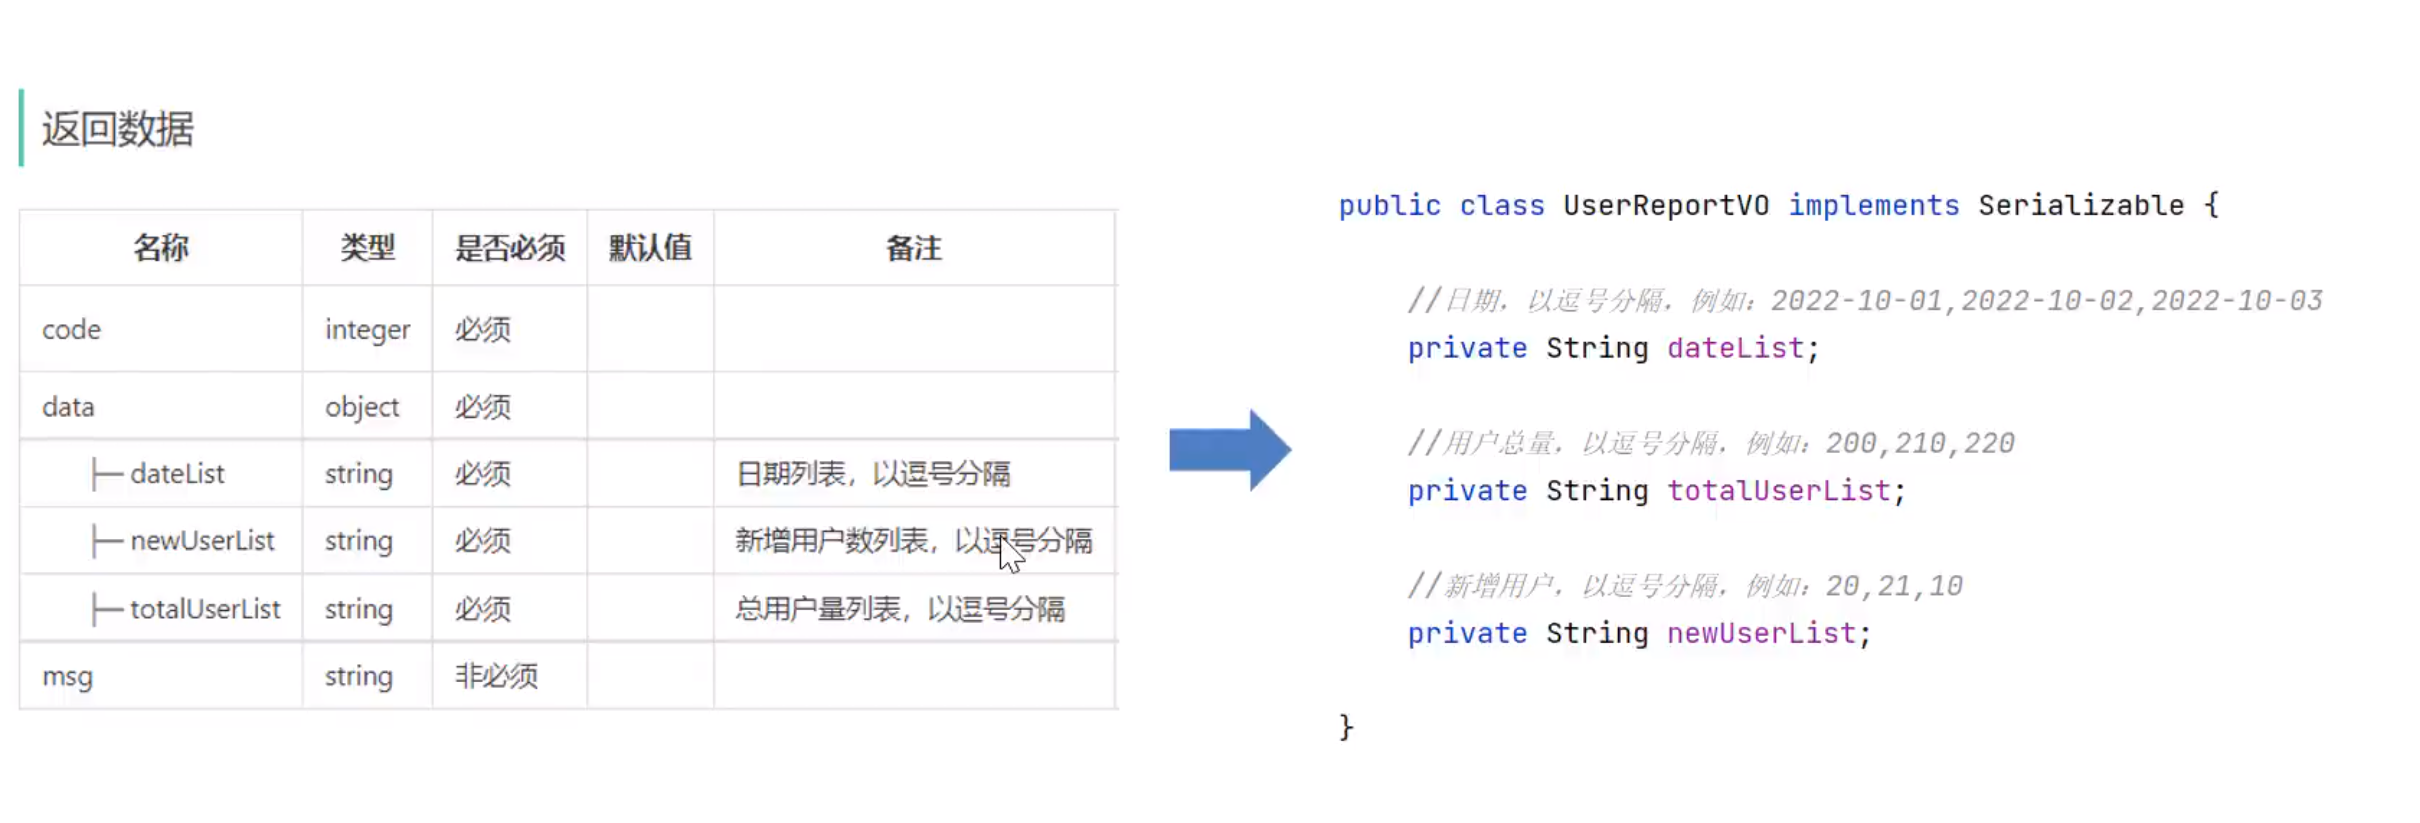 返回数据
名称 类型 是否必须 默认值 备注
code integer 必须
data object 必须
├─ dateList string 必须 日期列表，以逗号分隔
├─ newUserList string 必须 新增用户数列表，以逗号分隔
├─ totalUserList string 必须 总用户量列表，以逗号分隔
msg string 非必须
public class UserReportVO implements Serializable {
//日期，以逗号分隔，例如：2022-10-01,2022-10-02,2022-10-03
private String dateList;
//用户总量，以逗号分隔，例如：200,210,220
private String totalUserList;
//新增用户，以逗号分隔，例如：20,21,10
private String newUserList;
}